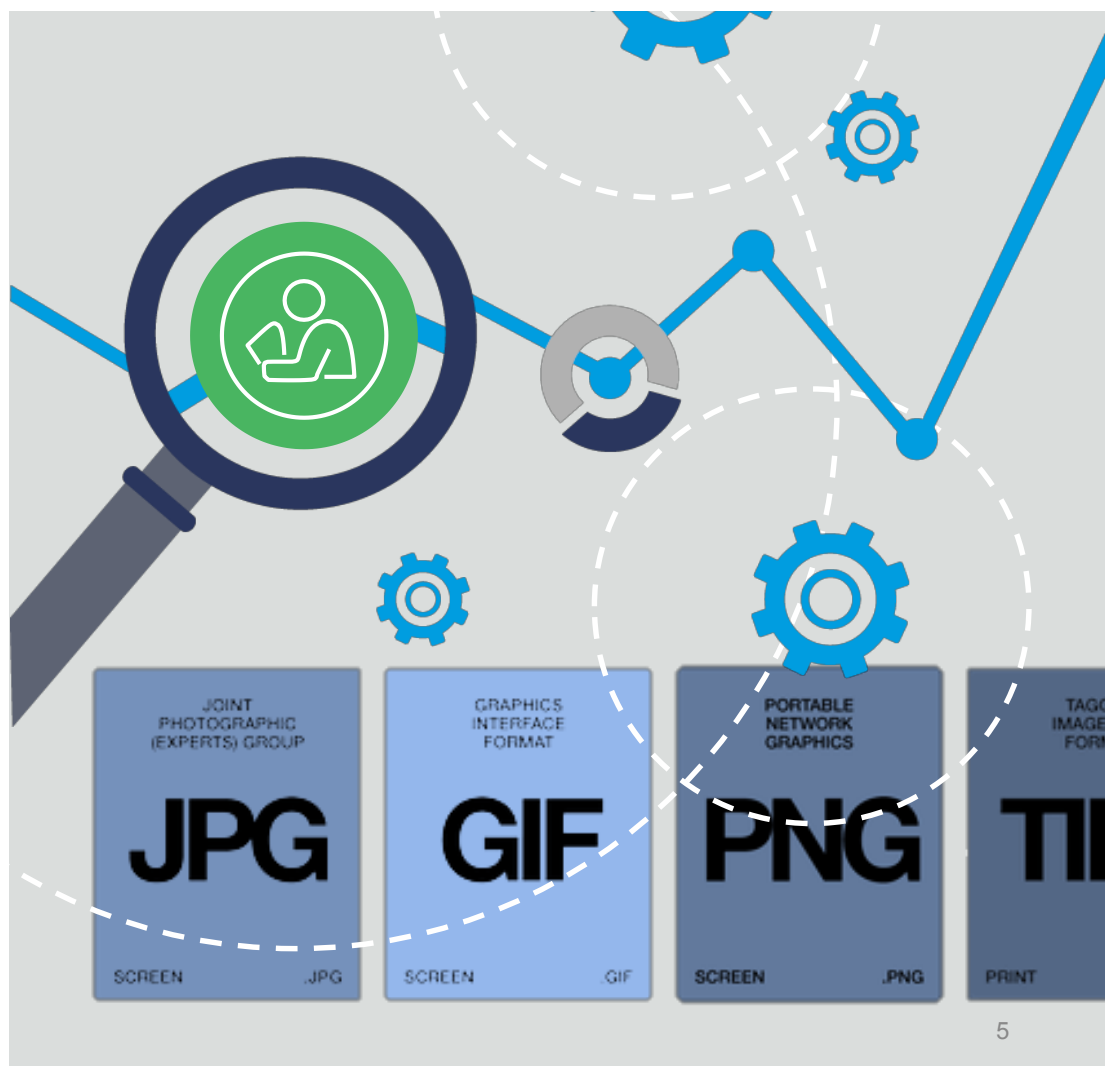 JOINT
PHOTOGRAPHIC
(EXPERTS) GROUP
JPG
SCREEN .JPG
GRAPHICS
INTERFACE
FORMAT
GIF
SCREEN .GIF
PORTABLE
NETWORK
GRAPHICS
PNG
SCREEN .PNG
PRINT
5